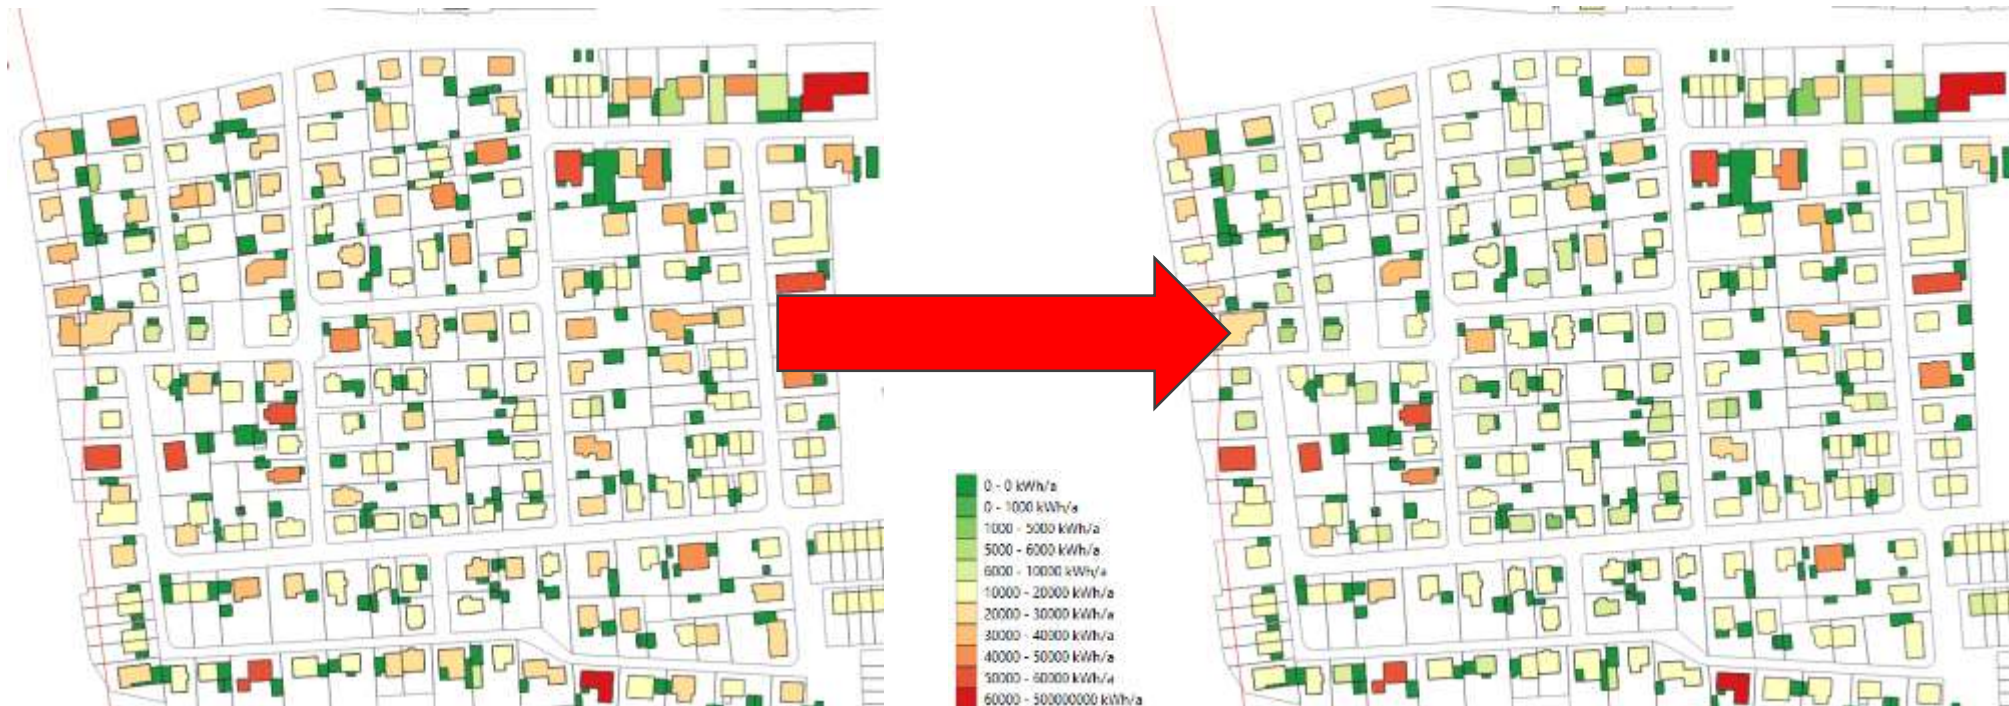 0 - 0 kWh/a
0 - 1000 kWh/a
1000 - 5000 kWh/a
5000 - 6000 kWh/a
6000 - 10000 kWh/a
10000 - 20000 kWh/a
20000 - 30000 kWh/a
30000 - 40000 kWh/a
40000 - 50000 kWh/a
50000 - 60000 kWh/a
60000 - 500000000 kWh/a